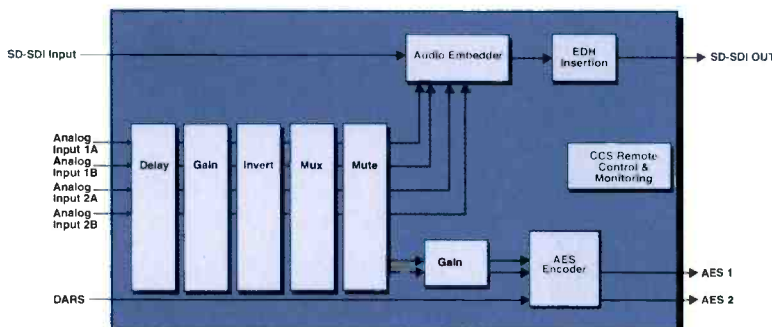 SD-SDI Input
Audio Embedder
EDH
Insertion
SD-SDI OUT
Analog
Input 1A
Analog
Input 1B
Analog
Input 2A
Analog
Input 2B
Delay
Gain
Invert
Mux
Mute
CCS Remote
Control &
Monitoring
Gain
AES
Encoder
DARS
AES 1
AES 2